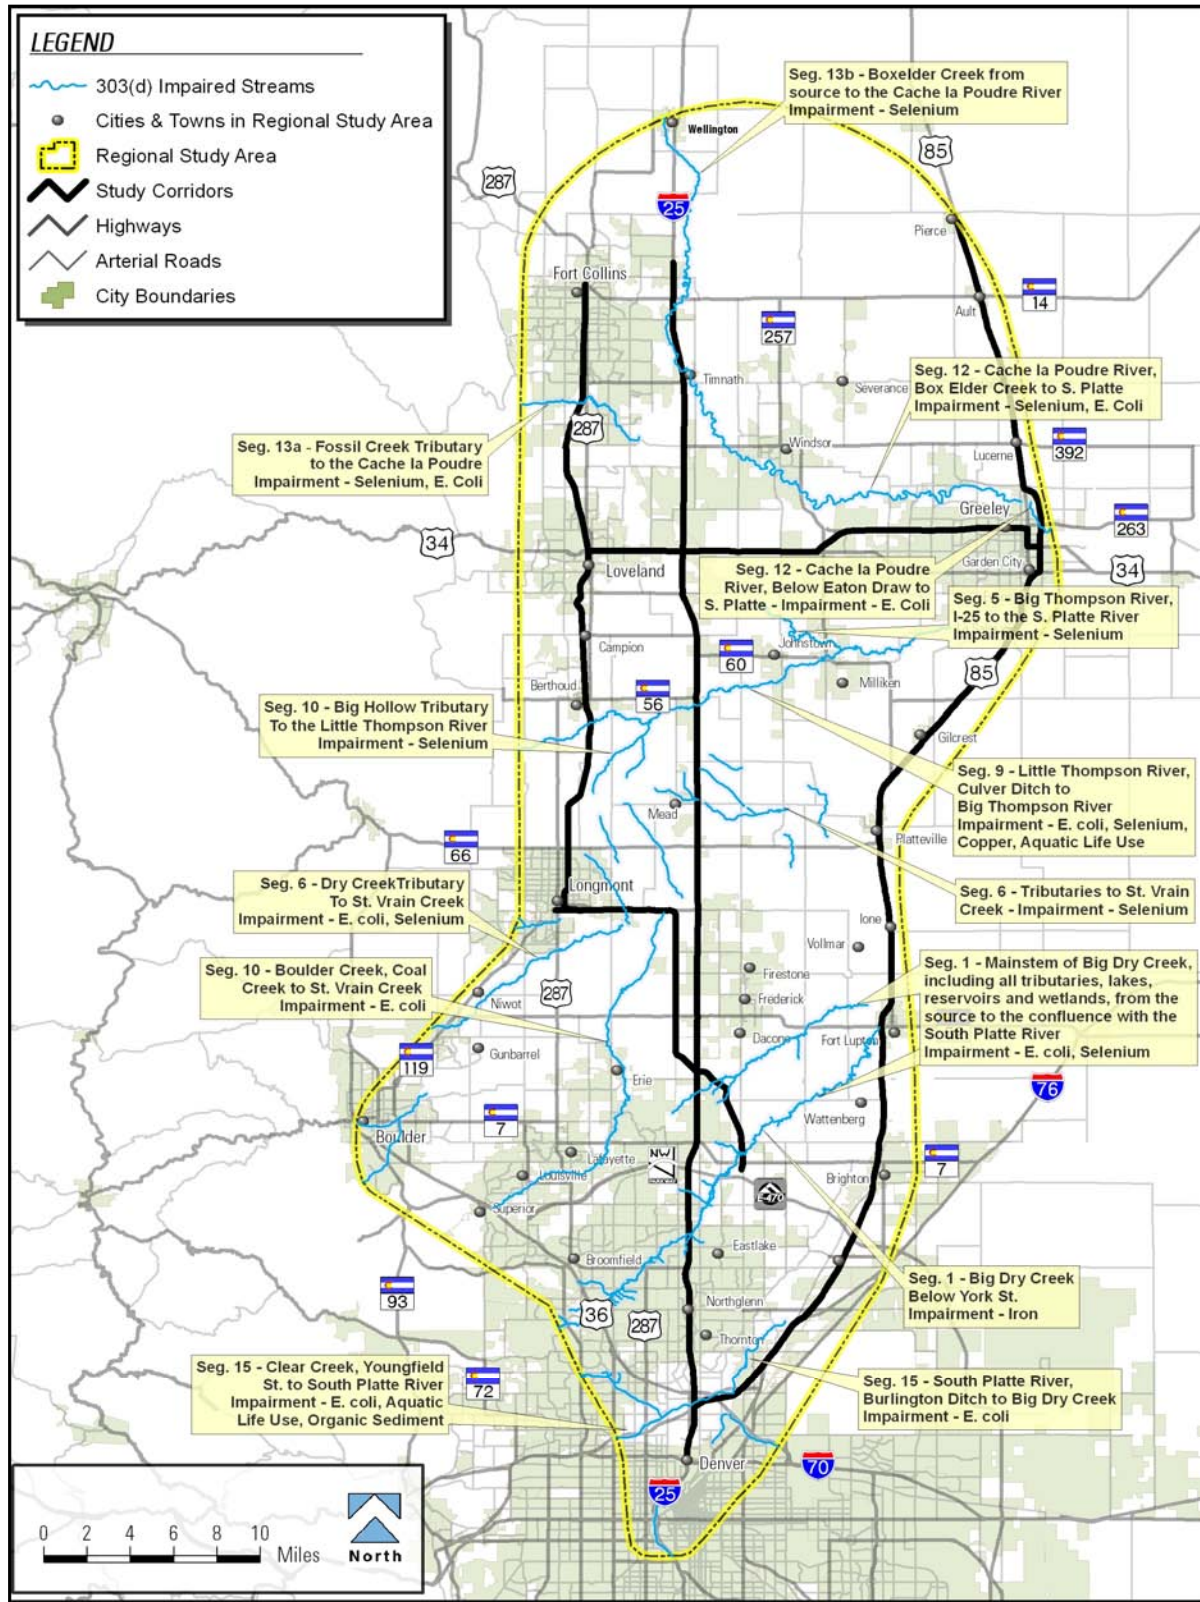 LEGEND
303(d) Impaired Streams
Cities & Towns in Regional Study Area
Regional Study Area
Study Corridors
Highways
Arterial Roads
City Boundaries
Seg. 13b - Boxelder Creek from
source to the Cache la Poudre River
Impairment - Selenium
Wellington
85
287
25
Pierce
Fort Collins
14
Ault
257
Timnath
Severance
Seg. 12 - Cache la Poudre River,
Box Elder Creek to S. Platte
Impairment - Selenium, E. Coli
287
Seg. 13a - Fossil Creek Tributary
to the Cache la Poudre
Impairment - Selenium, E. Coli
Windsor
Lucerne
392
Greeley
263
34
Loveland
Seg. 12 - Cache la Poudre
River, Below Eaton Draw to
S. Platte - Impairment - E. Coli
Garden City
34
Seg. 5 - Big Thompson River,
I-25 to the S. Platte River
Impairment - Selenium
Campion
60
Johnstown
85
Berthoud
56
Milliken
Seg. 10 - Big Hollow Tributary
To the Little Thompson River
Impairment - Selenium
Gilcrest
Seg. 9 - Little Thompson River,
Culver Ditch to
Big Thompson River
Impairment - E. coli, Selenium,
Copper, Aquatic Life Use
Mead
Platteville
66
Seg. 6 - Dry CreekTributary
To St. Vrain Creek
Impairment - E. coli, Selenium
Longmont
Seg. 6 - Tributaries to St. Vrain
Creek - Impairment - Selenium
Ione
Vollmar
Seg. 10 - Boulder Creek, Coal
Creek to St. Vrain Creek
Impairment - E. coli
Niwot
287
Firestone
Frederick
Seg. 1 - Mainstem of Big Dry Creek,
including all tributaries, lakes,
reservoirs and wetlands, from the
source to the confluence with the
South Platte River
Impairment - E. coli, Selenium
Dacono
Fort Lupton
119
Gunbarrel
Erie
76
Wattenberg
Boulder
7
Lafayette
7
E-470
7
Louisville
Brighton
Superior
Broomfield
Eastlake
93
36
287
Northglenn
Seg. 1 - Big Dry Creek
Below York St.
Impairment - Iron
Thornton
Seg. 15 - Clear Creek, Youngfield
St. to South Platte River
Impairment - E. coli, Aquatic
Life Use, Organic Sediment
72
Seg. 15 - South Platte River,
Burlington Ditch to Big Dry Creek
Impairment - E. coli
Denver
70
25
0 2 4 6 8 10
Miles
North